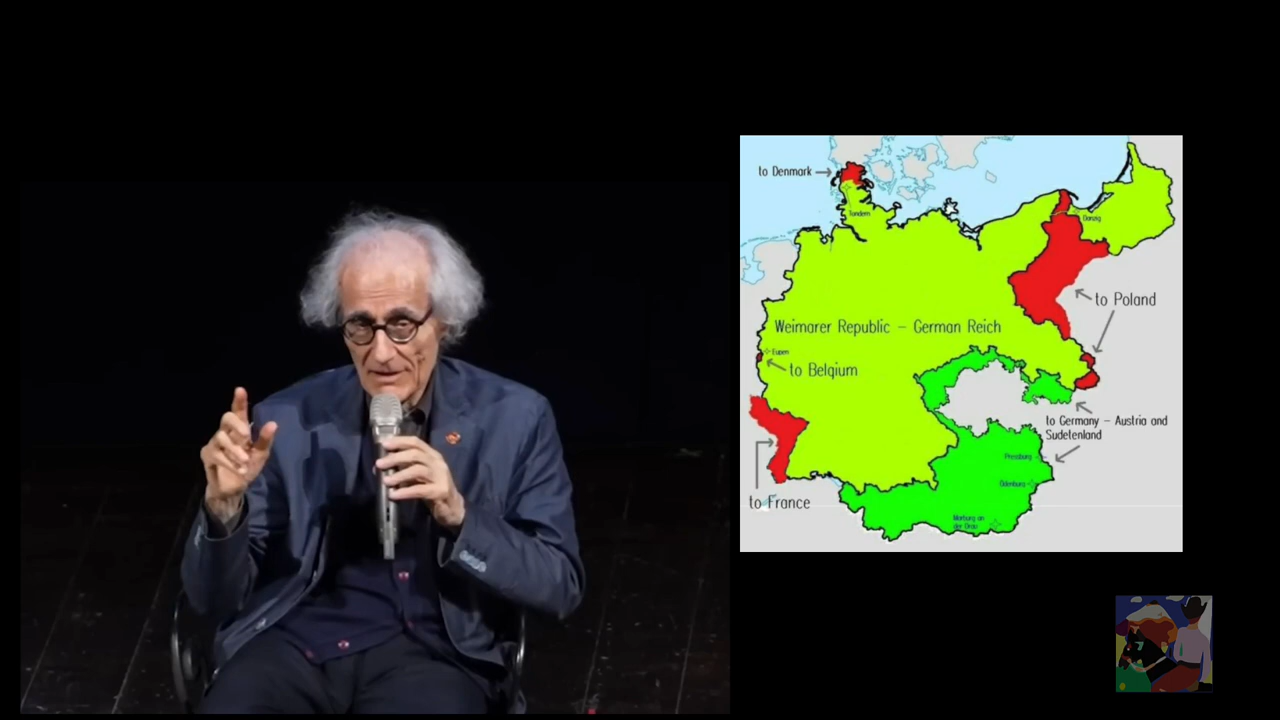 to Denmark
Tondern
Danzig
to Poland
Weimarer Republic – German Reich
Eupen
to Belgium
to Germany – Austria and
Sudetenland
Pressburg
Ödenburg
to France
Marburg an
der Drau